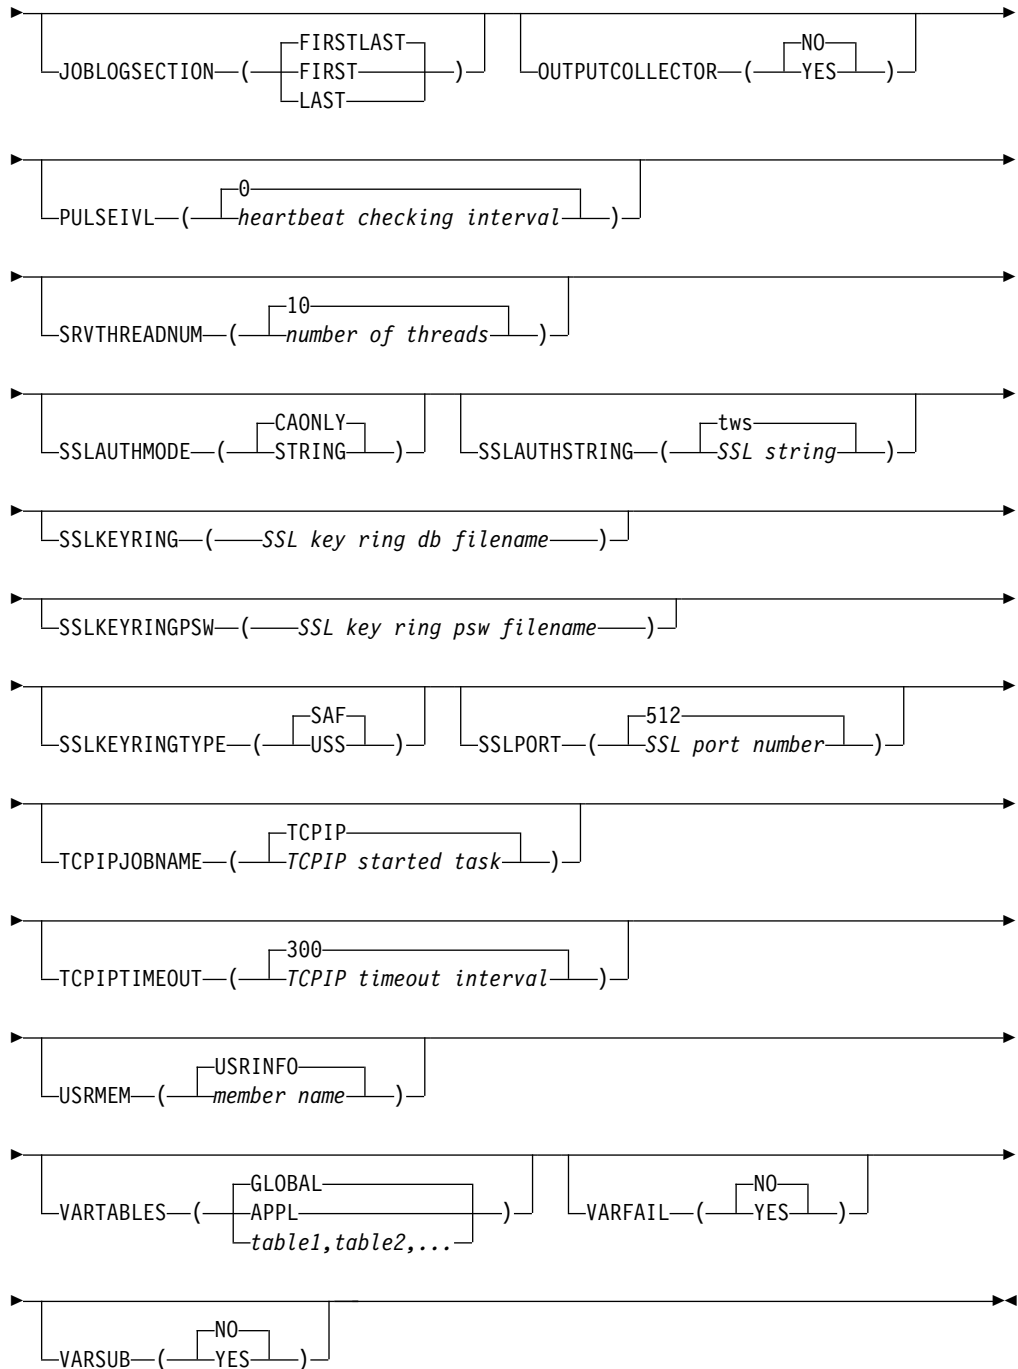 FIRSTLAST NO
JOBLOGSECTION ( FIRST ) OUTPUTCOLLECTOR ( YES )
LAST
0
PULSEIVL ( heartbeat checking interval )
10
SRVTHREADNUM ( number of threads )
CAONLY tws
SSLAUTHMODE ( STRING ) SSLAUTHSTRING ( SSL string )
SSLKEYRING ( SSL key ring db filename )
SSLKEYRINGPSW ( SSL key ring psw filename )
SAF 512
SSLKEYRINGTYPE ( USS ) SSLPORT ( SSL port number )
TCPIP
TCPIPJOBNAME ( TCPIP started task )
300
TCPIPTIMEOUT ( TCPIP timeout interval )
USRINFO
USRMEM ( member name )
GLOBAL NO
VARTABLES ( APPL ) VARFAIL ( YES )
table1,table2,...
NO
VARSUB ( YES )